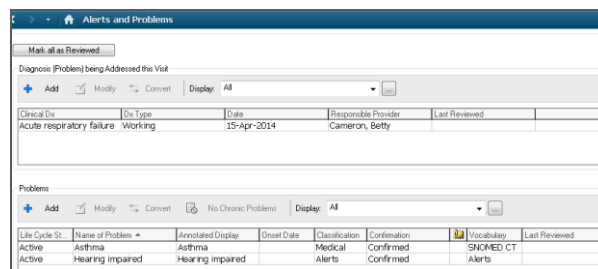 Alerts and Problems
Mark all as Reviewed
Diagnosis (Problem) being Addressed this Visit
Add Modify Convert Display: All ...
Clinical Dx Dx Type Date Responsible Provider Last Reviewed
Acute respiratory failure Working 15-Apr-2014 Cameron, Betty
Problems
Add Modify Convert No Chronic Problems Display: All ...
Life Cycle St... Name of Problem Annotated Display Onset Date Classification Confirmation Vocabulary Last Reviewed
Active Asthma Asthma Medical Confirmed SNOMED CT
Active Hearing impaired Hearing impaired Alerts Confirmed Alerts